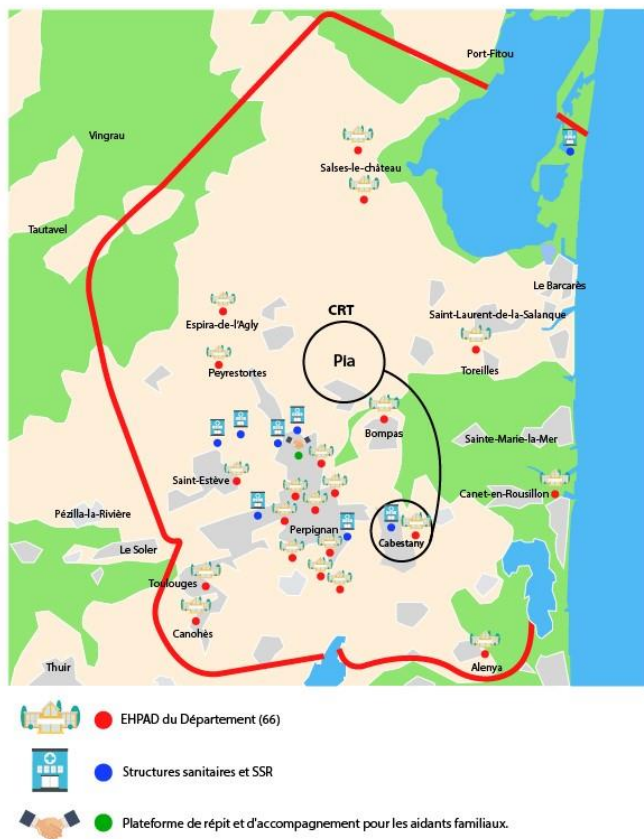 Port-Fitou
Vingrau
Salses-le-château
Tautavel
Le Barcarès
Espira-de-l'Agly
CRT
Saint-Laurent-de-la-Salanque
Pia
Peyrestortes
Toreilles
Bompas
Sainte-Marie-la-Mer
Saint-Estève
Canet-en-Rousillon
Pézilla-la-Rivière
Perpignan
Le Soler
Cabestany
Toulouges
Canohès
Thuir
Alenya
EHPAD du Département (66)
Structures sanitaires et SSR
Plateforme de répit et d'accompagnement pour les aidants familiaux.